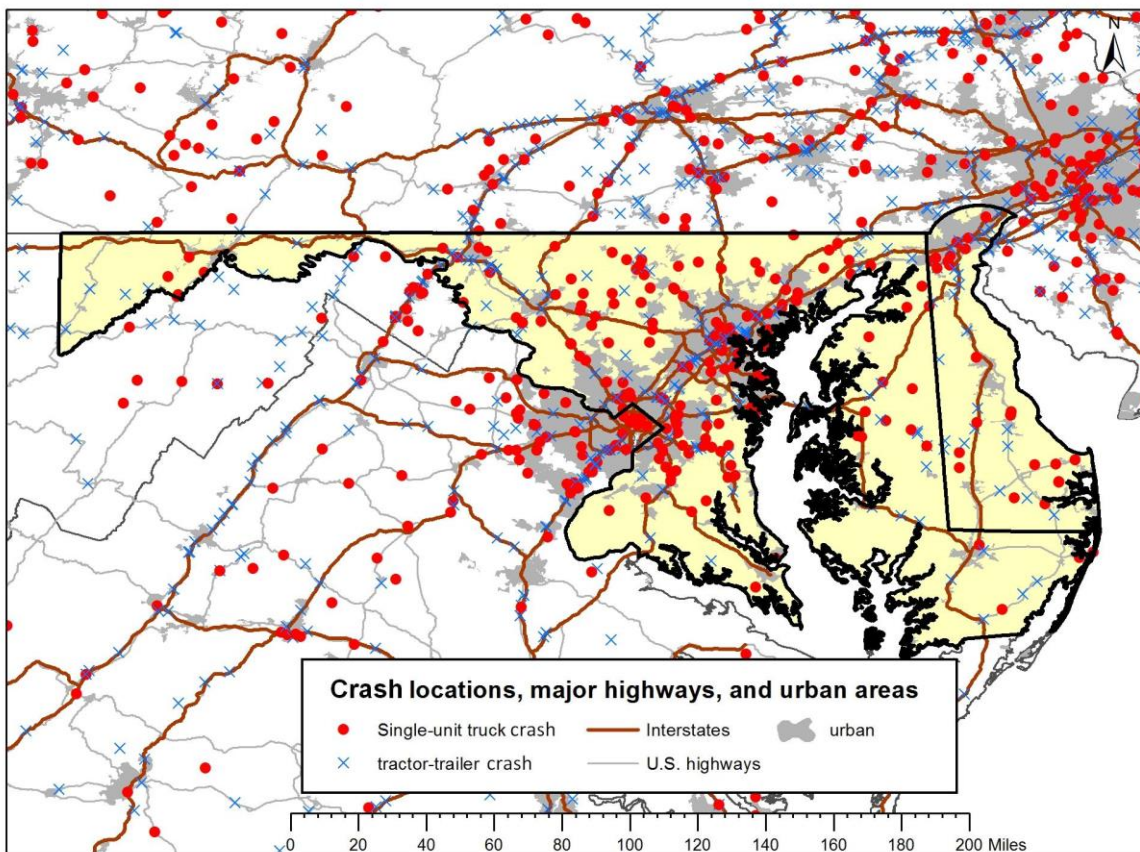 N
Crash locations, major highways, and urban areas
Single-unit truck crash Interstates urban
tractor-trailer crash U.S. highways
0 20 40 60 80 100 120 140 160 180 200 Miles